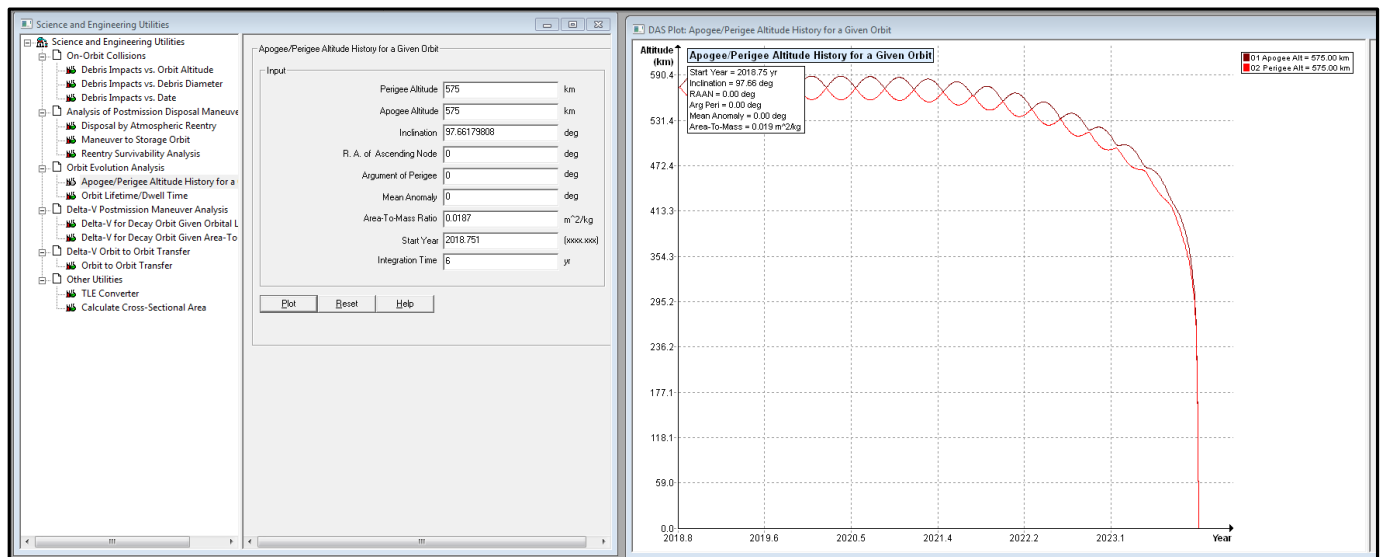 Science and Engineering Utilities
Science and Engineering Utilities
On-Orbit Collisions
Debris Impacts vs. Orbit Altitude
Debris Impacts vs. Debris Diameter
Debris Impacts vs. Date
Analysis of Postmission Disposal Maneuve
Disposal by Atmospheric Reentry
Maneuver to Storage Orbit
Reentry Survivability Analysis
Orbit Evolution Analysis
Apogee/Perigee Altitude History for a
Orbit Lifetime/Dwell Time
Delta-V Postmission Maneuver Analysis
Delta-V for Decay Orbit Given Orbital L
Delta-V for Decay Orbit Given Area-To
Delta-V Orbit to Orbit Transfer
Orbit to Orbit Transfer
Other Utilities
TLE Converter
Calculate Cross-Sectional Area
Apogee/Perigee Altitude History for a Given Orbit
Input
Perigee Altitude 575 km
Apogee Altitude 575 km
Inclination 97.66179808 deg
R. A. of Ascending Node 0 deg
Argument of Perigee 0 deg
Mean Anomaly 0 deg
Area-To-Mass Ratio 0.0187 m^2/kg
Start Year 2018.751 (xxxx.xxx)
Integration Time 6 yr
Plot Reset Help
DAS Plot: Apogee/Perigee Altitude History for a Given Orbit
Altitude
(km)
Apogee/Perigee Altitude History for a Given Orbit
Start Year = 2018.75 yr
Inclination = 97.66 deg
RAAN = 0.00 deg
Arg Peri = 0.00 deg
Mean Anomaly = 0.00 deg
Area-To-Mass = 0.019 m^2/kg
01 Apogee Alt = 575.00 km
02 Perigee Alt = 575.00 km
590.4
531.4
472.4
413.3
354.3
295.2
236.2
177.1
118.1
59.0
0.0
2018.8 2019.6 2020.5 2021.4 2022.2 2023.1 Year